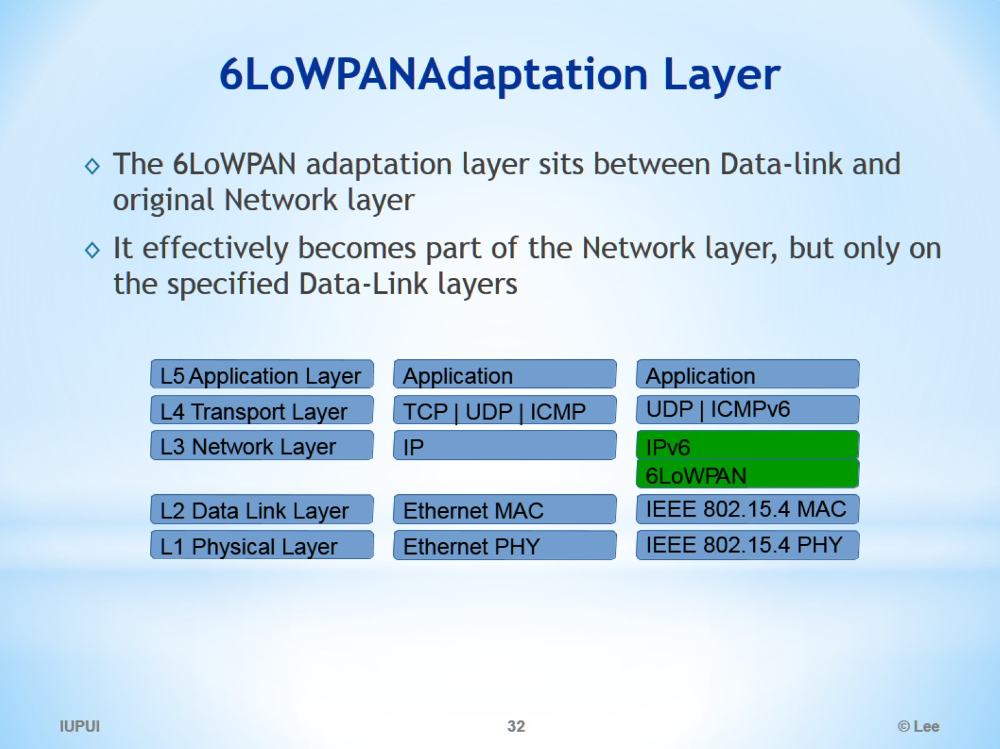 6LoWPANAdaptation Layer
The 6LoWPAN adaptation layer sits between Data-link and
original Network layer
It effectively becomes part of the Network layer, but only on
the specified Data-Link layers
L5 Application Layer
Application
Application
L4 Transport Layer
TCP | UDP | ICMP
UDP | ICMPv6
L3 Network Layer
IP
IPv6
6LoWPAN
L2 Data Link Layer
Ethernet MAC
IEEE 802.15.4 MAC
L1 Physical Layer
Ethernet PHY
IEEE 802.15.4 PHY
IUPUI
32
© Lee